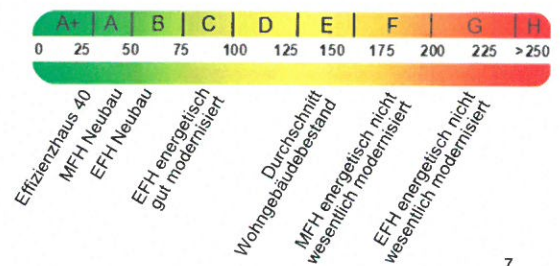 A+ A B C D E F G H
0 25 50 75 100 125 150 175 200 225 >250
Effizienzhaus 40
MFH Neubau
EFH Neubau
EFH energetisch
gut modernisiert
Durchschnitt
Wohngebäudebestand
MFH energetisch nicht
wesentlich modernisiert
EFH energetisch nicht
wesentlich modernisiert
7